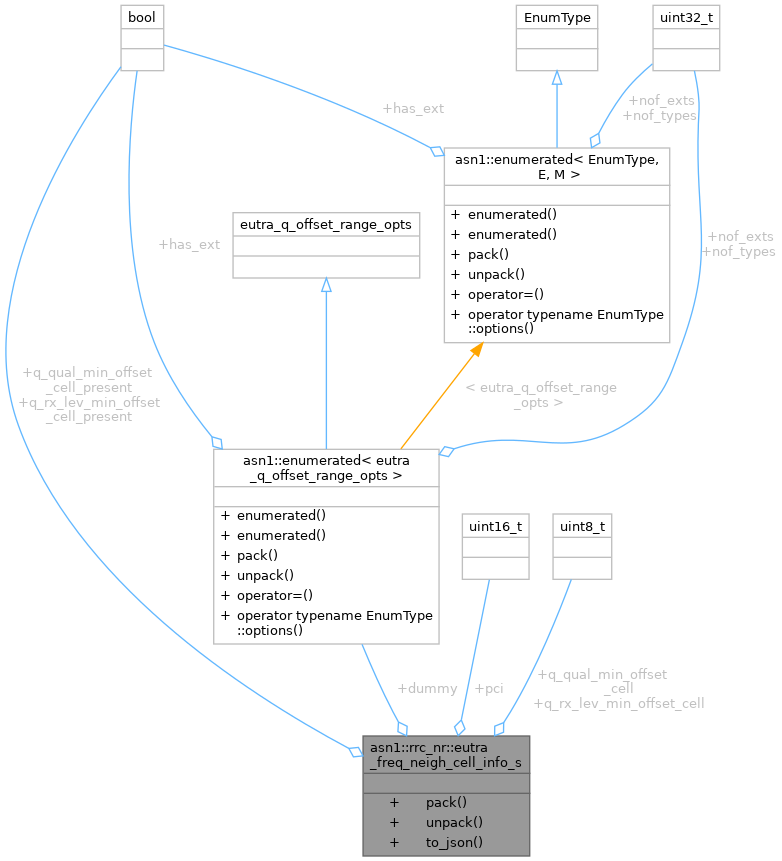 bool
EnumType
uint32_t
+has_ext
+nof_exts
+nof_types
asn1::enumerated< EnumType,
E, M >
+ enumerated()
+ enumerated()
+ pack()
+ unpack()
+ operator=()
+ operator typename EnumType
::options()
eutra_q_offset_range_opts
+has_ext
+nof_exts
+nof_types
+q_qual_min_offset
_cell_present
+q_rx_lev_min_offset
_cell_present
< eutra_q_offset_range
_opts >
asn1::enumerated< eutra
_q_offset_range_opts >
+ enumerated()
+ enumerated()
+ pack()
+ unpack()
+ operator=()
+ operator typename EnumType
::options()
uint16_t
uint8_t
+dummy
+pci
+q_qual_min_offset
_cell
+q_rx_lev_min_offset_cell
asn1::rrc_nr::eutra
_freq_neigh_cell_info_s
+ pack()
+ unpack()
+ to_json()